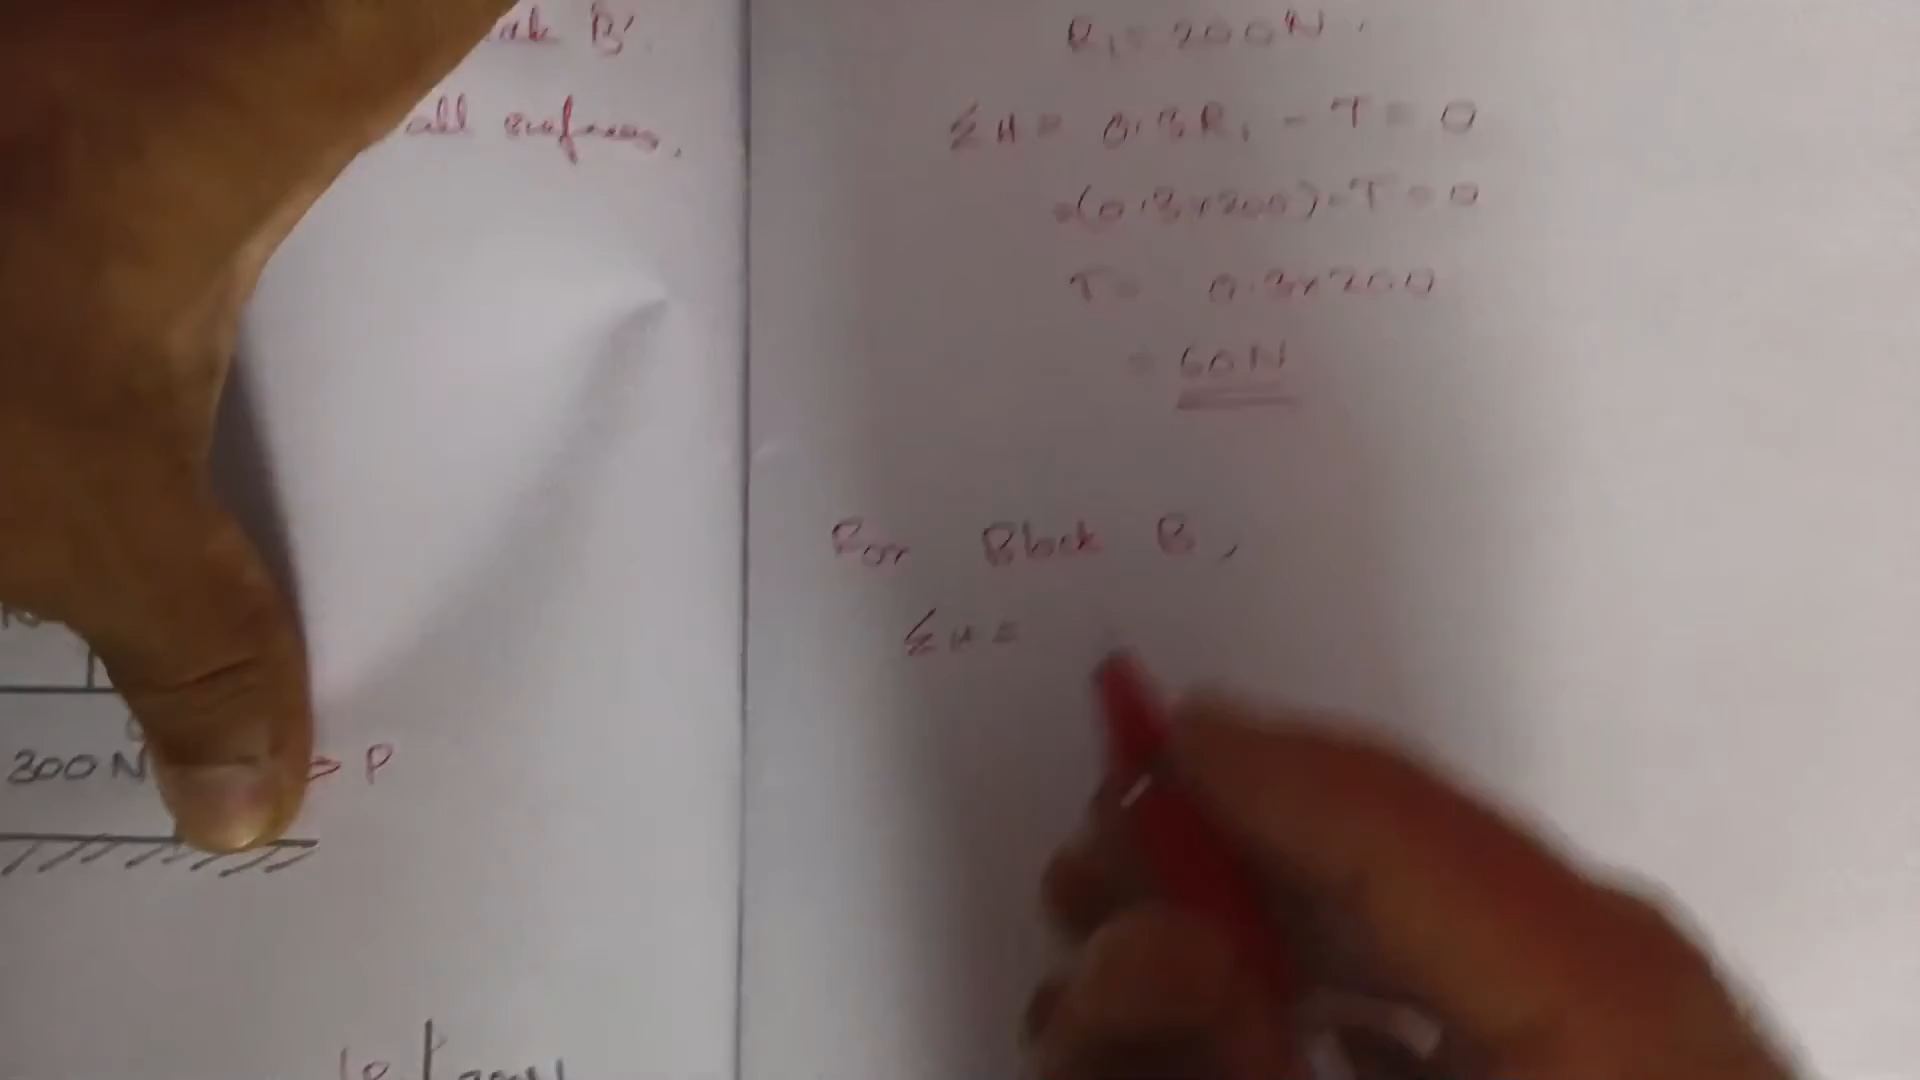 B'.
all surfaces.
300N
P
R₁ = 200N.
ΣH = 0.3R₁ - T = 0
=(0.3×200)-T=0
T = 0.3×200
= 60N
For Block B,
ΣH =